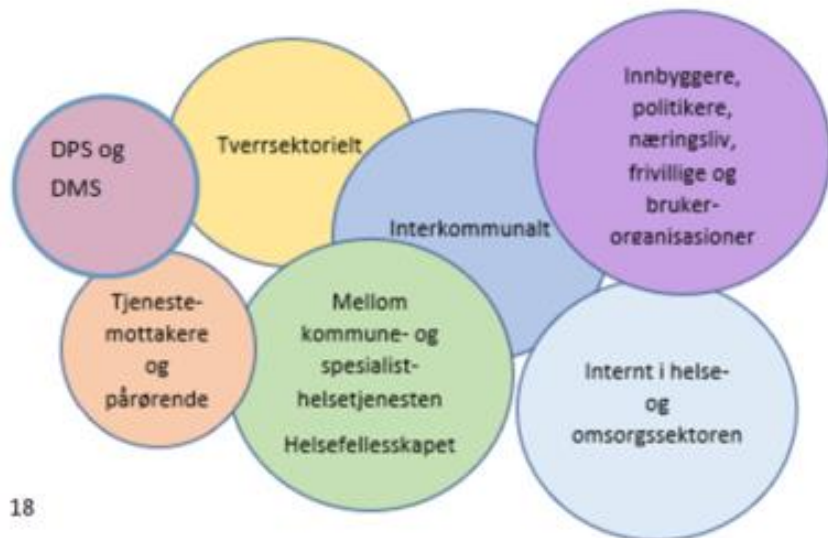 DPS og
DMS
Tverrsektorielt
Interkommunalt
Innbyggere,
politikere,
næringsliv,
frivillige og
bruker-
organisasjoner
Tjeneste-
mottakere
og
pårørende
Mellom
kommune- og
spesialist-
helsetjenesten
Helsefellesskapet
Internt i helse-
og
omsorgssektoren
18